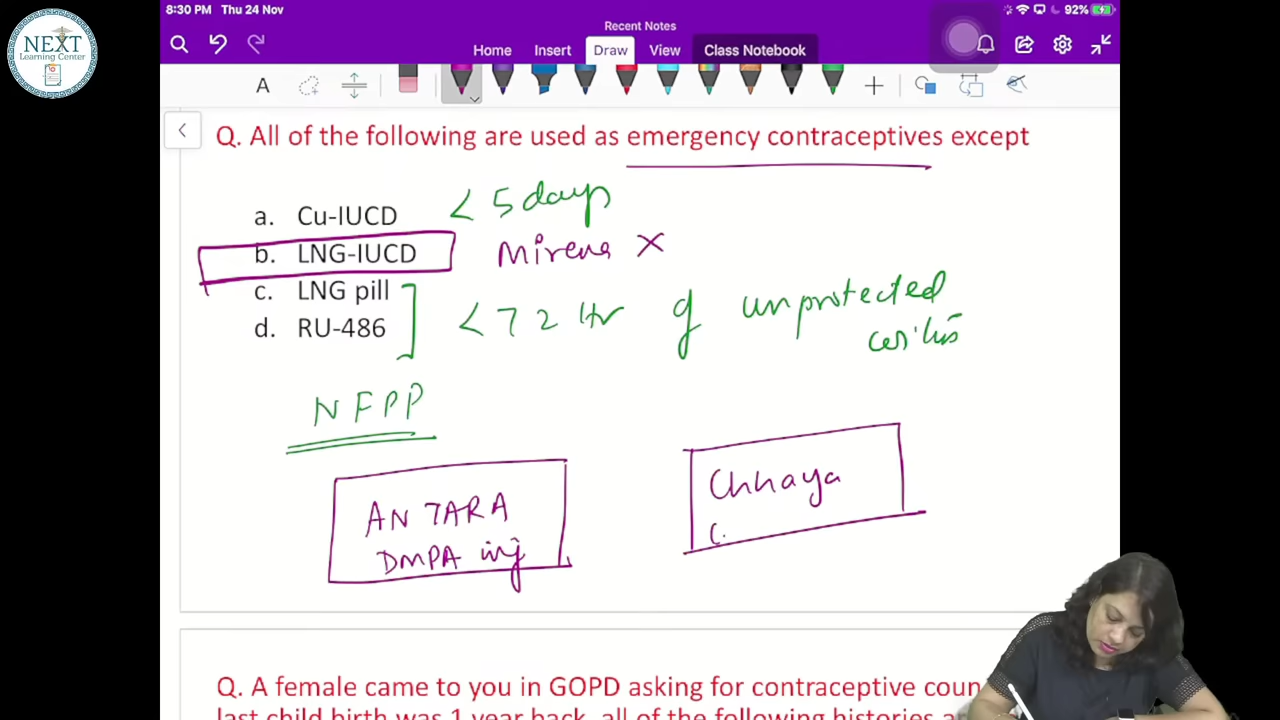 8:30 PM Thu 24 Nov
Recent Notes
92%
NEXT
Learning Center
Home Insert Draw View Class Notebook
A
Q. All of the following are used as emergency contraceptives except
a. Cu-IUCD < 5 days
b. LNG-IUCD Mirena X
c. LNG pill
d. RU-486
< 72 Hr of unprotected
NFPP
ANTARA
DMPA inj
Chhaya
C
Q. A female came to you in GOPD asking for contraceptive coun
last child birth was 1 year back, all of the following histories a